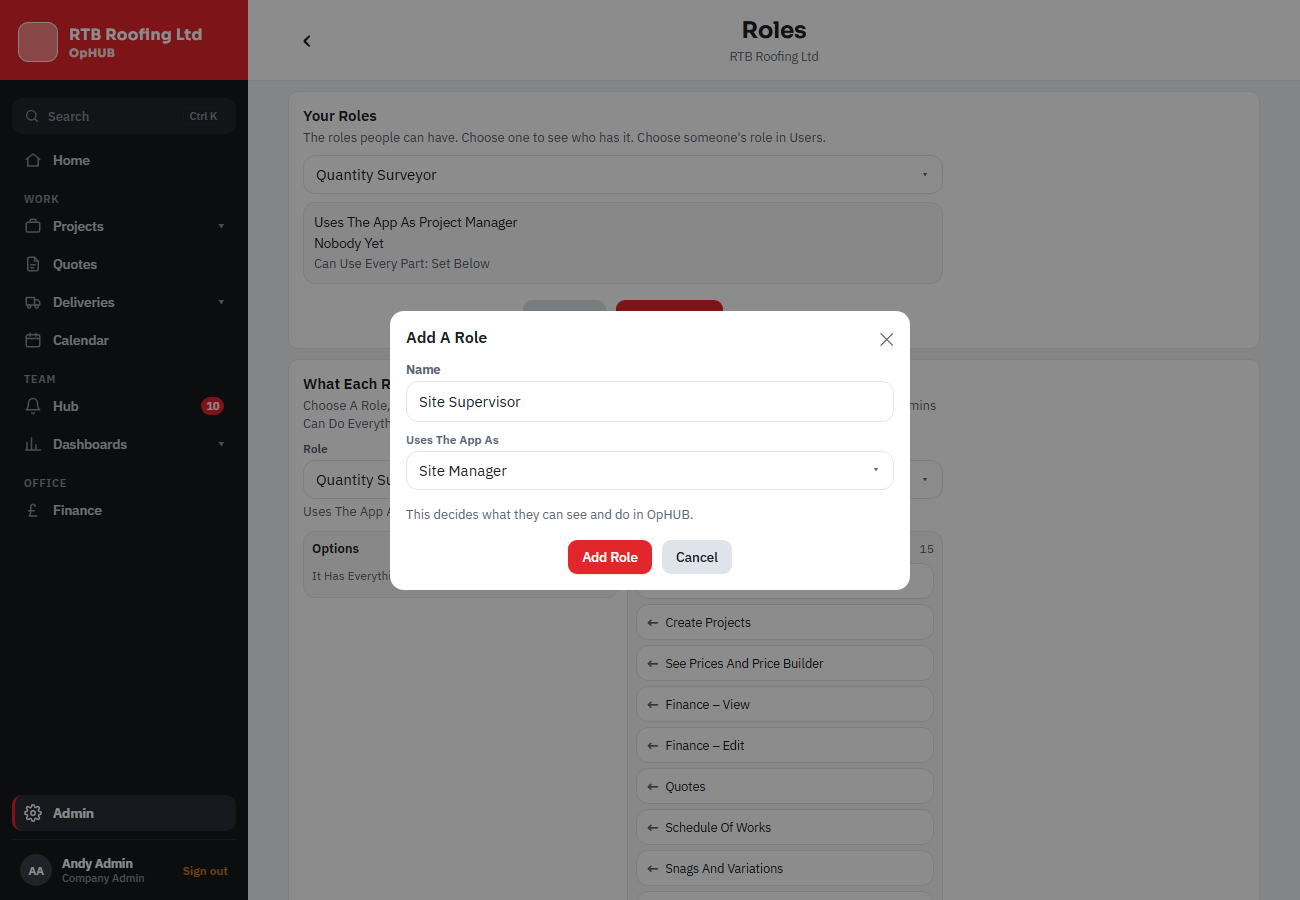 RTB Roofing Ltd
OpHUB
Search
Ctrl K
Home
WORK
Projects
Quotes
Deliveries
Calendar
TEAM
Hub
10
Dashboards
OFFICE
Finance
Admin
AA
Andy Admin
Company Admin
Sign out
Roles
RTB Roofing Ltd
Your Roles
The roles people can have. Choose one to see who has it. Choose someone's role in Users.
Quantity Surveyor
Uses The App As Project Manager
Nobody Yet
Can Use Every Part: Set Below
What Each
Choose A Role,
Can Do
Role
Quantity
Uses The App
Options
It Has
15
← Create Projects
← See Prices And Price Builder
← Finance – View
← Finance – Edit
← Quotes
← Schedule Of Works
← Snags And Variations
Add A Role
Name
Site Supervisor
Uses The App As
Site Manager
This decides what they can see and do in OpHUB.
Add Role
Cancel